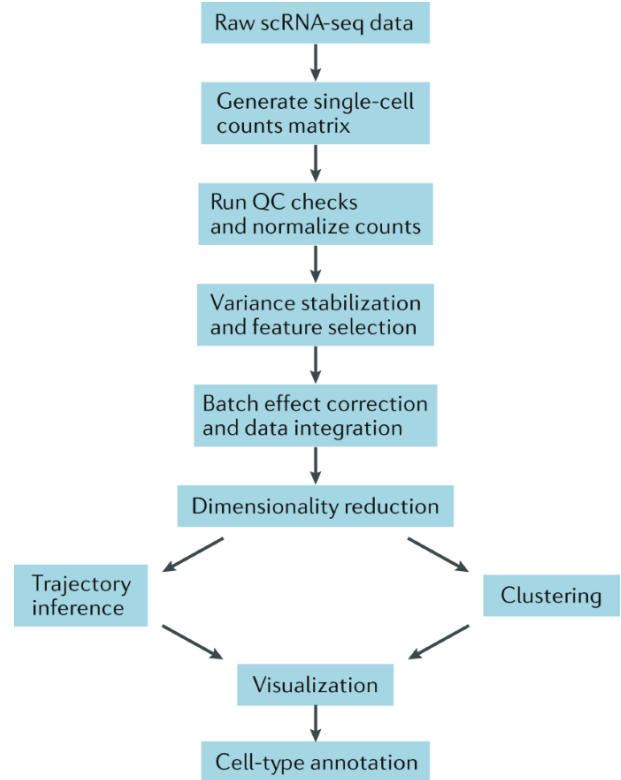 Raw scRNA-seq data
Generate single-cell
counts matrix
Run QC checks
and normalize counts
Variance stabilization
and feature selection
Batch effect correction
and data integration
Dimensionality reduction
Trajectory
inference
Clustering
Visualization
Cell-type annotation